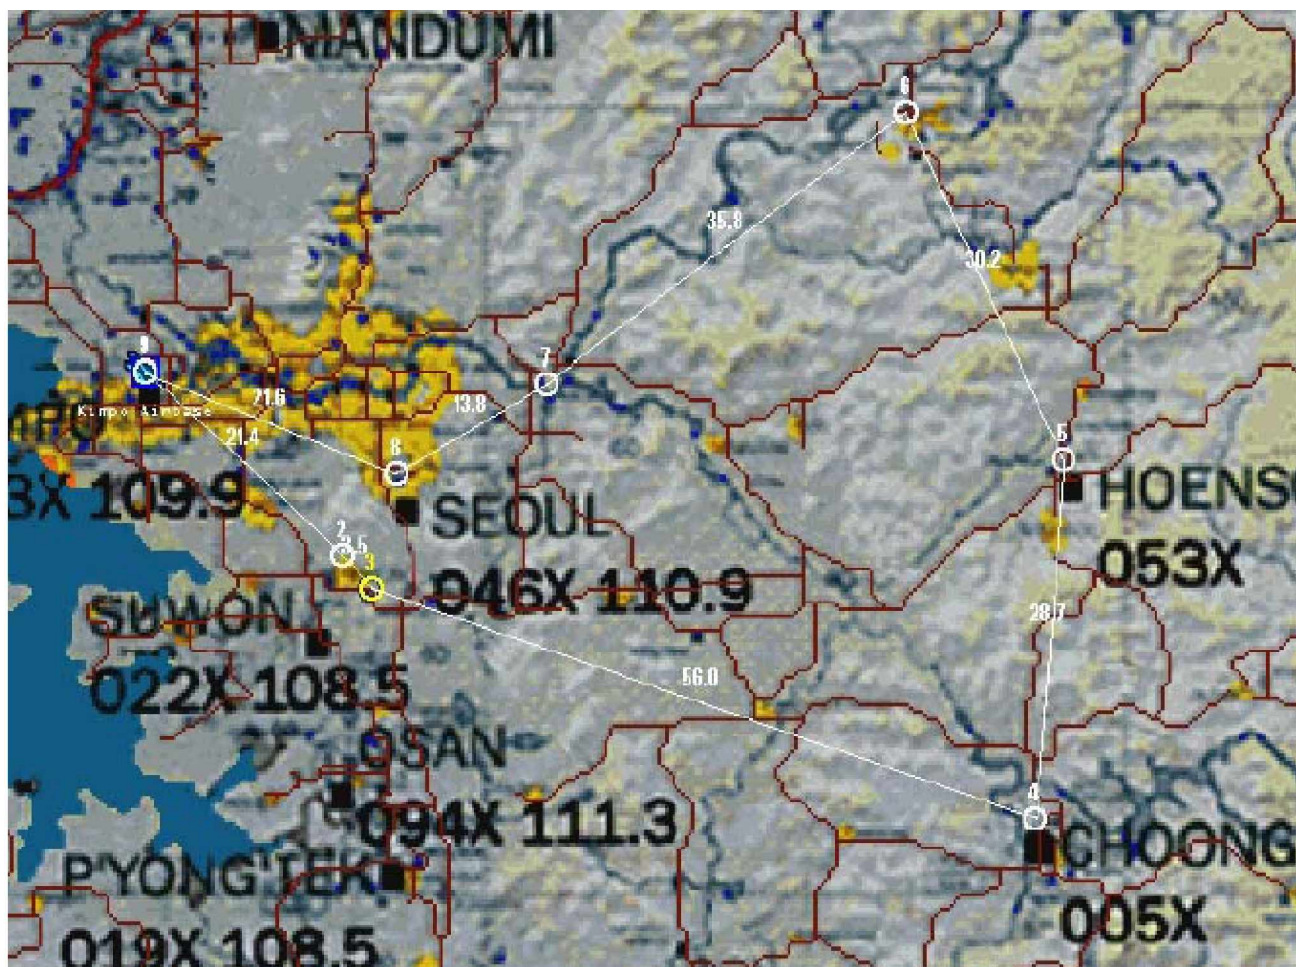 NIANDUMI
6
35.8
30.2
20
9
7
Kimpo Airbase
21.6
13.8
21.4
8
5
3X 109.9
SEOUL
HOENS
2
3
046X 110.9
053X
SUWON
28.7
022X 108.5
56.0
OSAN
4
094X 111.3
CHOONG
P'YONG'TEK
005X
019X 108.5